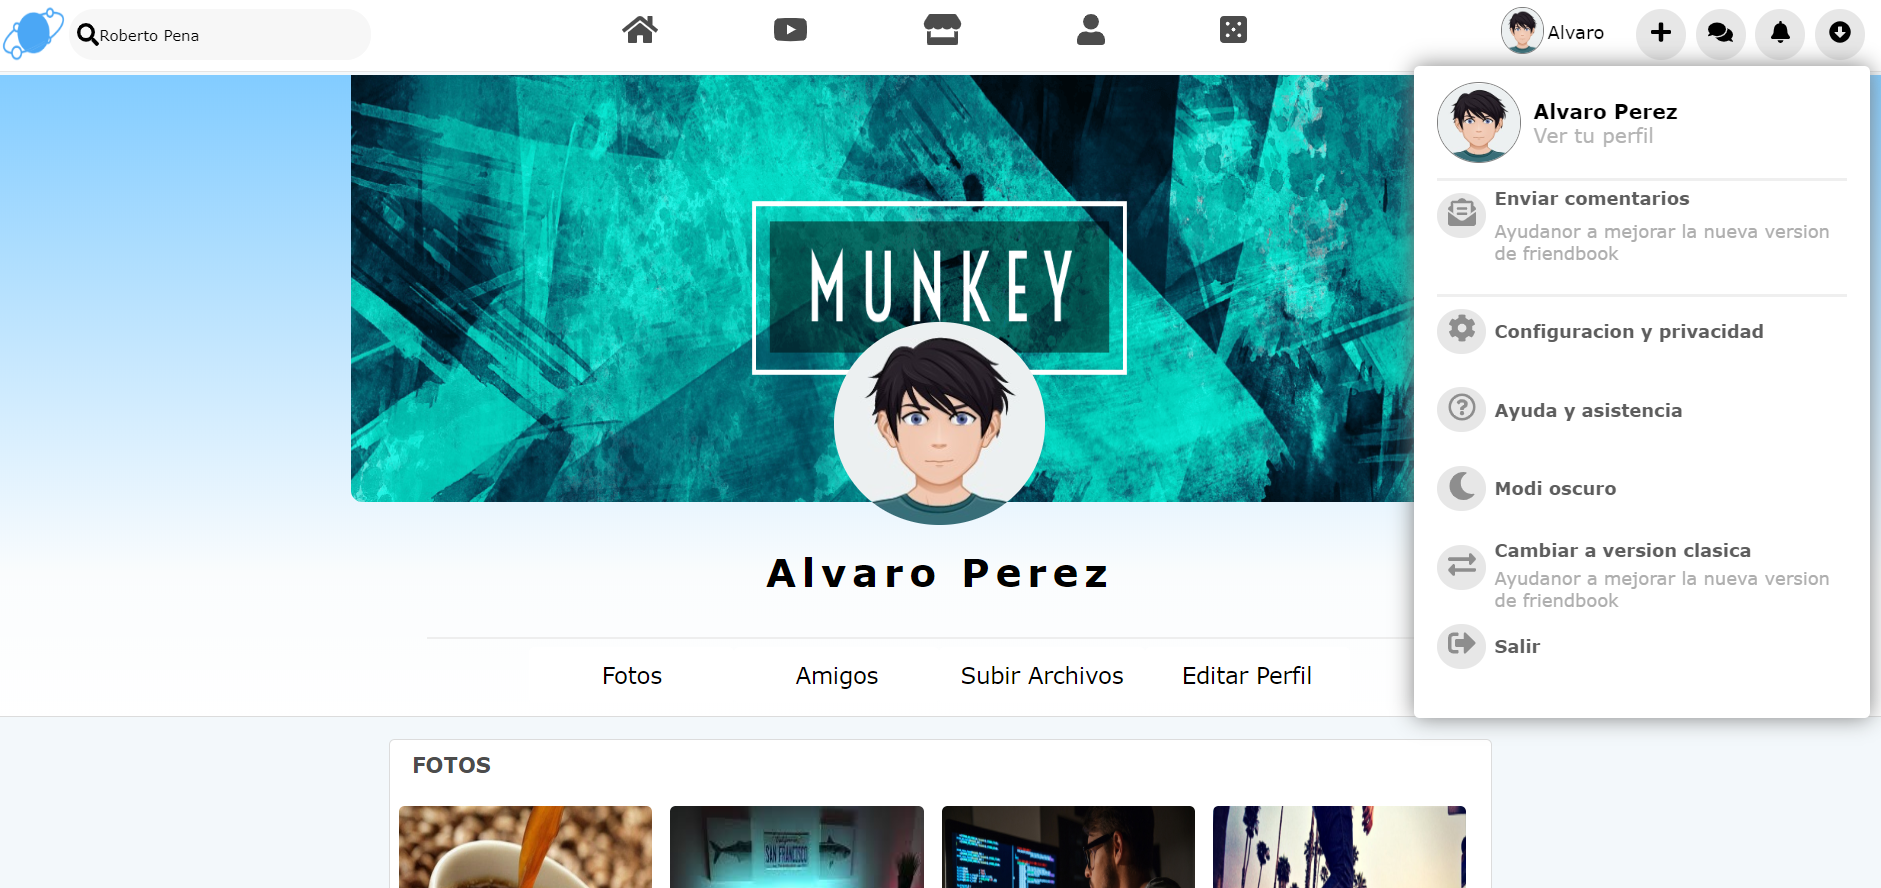 Roberto Pena
Alvaro
Alvaro Perez
Ver tu perfil
Enviar comentarios
Ayudanor a mejorar la nueva version
de friendbook
Configuracion y privacidad
Ayuda y asistencia
Modi oscuro
Cambiar a version clasica
Ayudanor a mejorar la nueva version
de friendbook
Salir
MUNKEY
Alvaro Perez
Fotos Amigos Subir Archivos Editar Perfil
FOTOS
SAN FRANCISCO